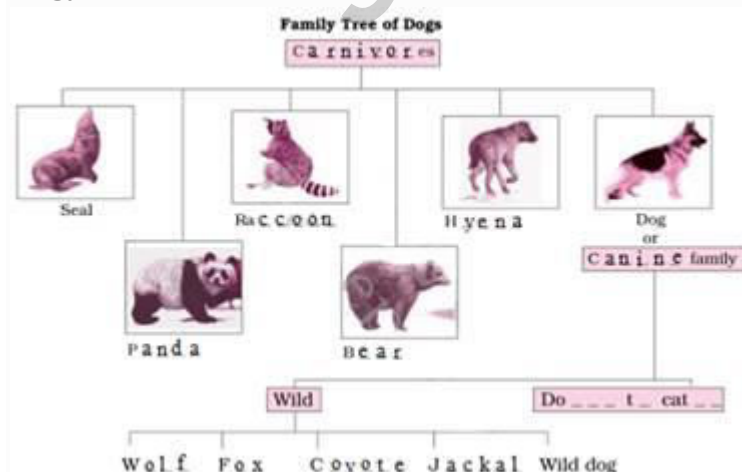 Family Tree of Dogs
Carnivores
Seal
Raccoon
Hyena
Dog
or
Canine family
Panda
Bear
Wild
Do _ _ _ t _ cat _ _
Wolf Fox Coyote Jackal Wild dog